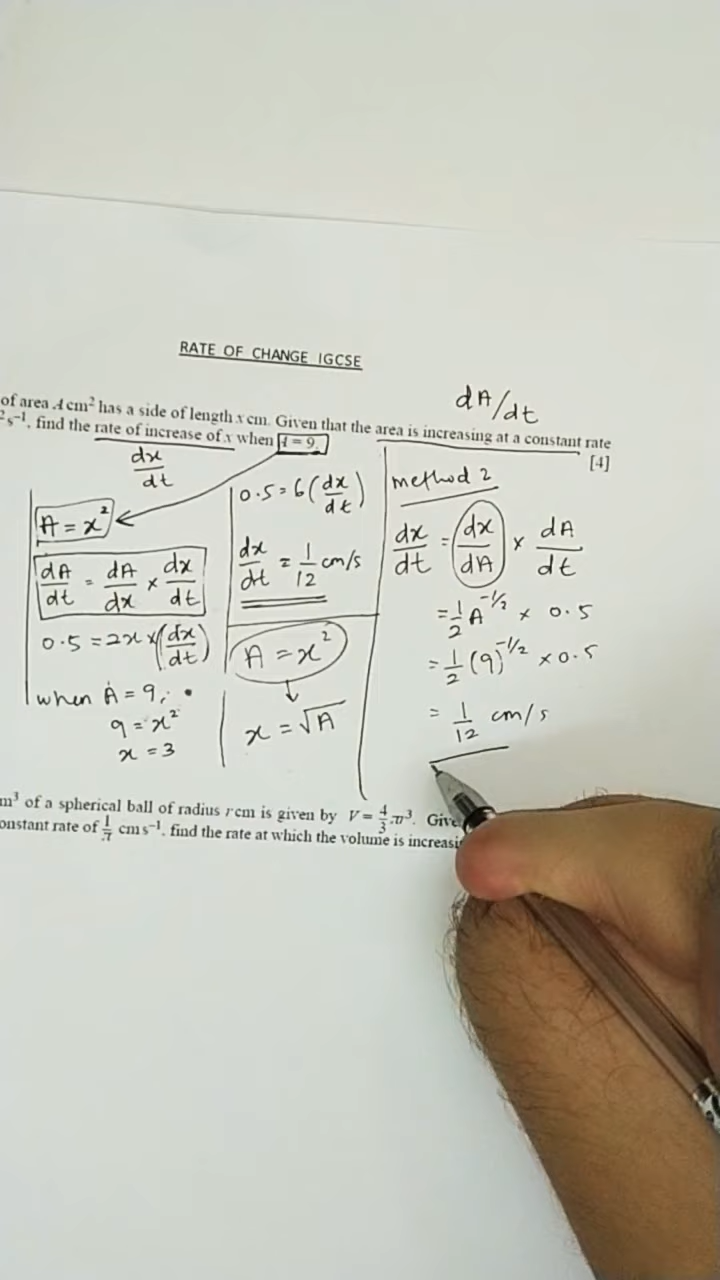 RATE OF CHANGE IGCSE
dA/dt
of area A cm² has a side of length x cm. Given that the area is increasing at a constant rate
²s⁻¹, find the rate of increase of x when A = 9.
[4]
dx/dt
A = x²
dA/dt = dA/dx × dx/dt
0.5 = 2x × (dx/dt)
when A = 9,
9 = x²
x = 3
0.5 = 6 (dx/dt)
dx/dt = 1/12 cm/s
A = x²
x = √A
method 2
dx/dt = dx/dA × dA/dt
= 1/2 A^-1/2 × 0.5
= 1/2 (9)^-1/2 × 0.5
= 1/12 cm/s
m³ of a spherical ball of radius r cm is given by V = 4/3 πr³. Give
onstant rate of 1/π cm s⁻¹, find the rate at which the volume is increasi